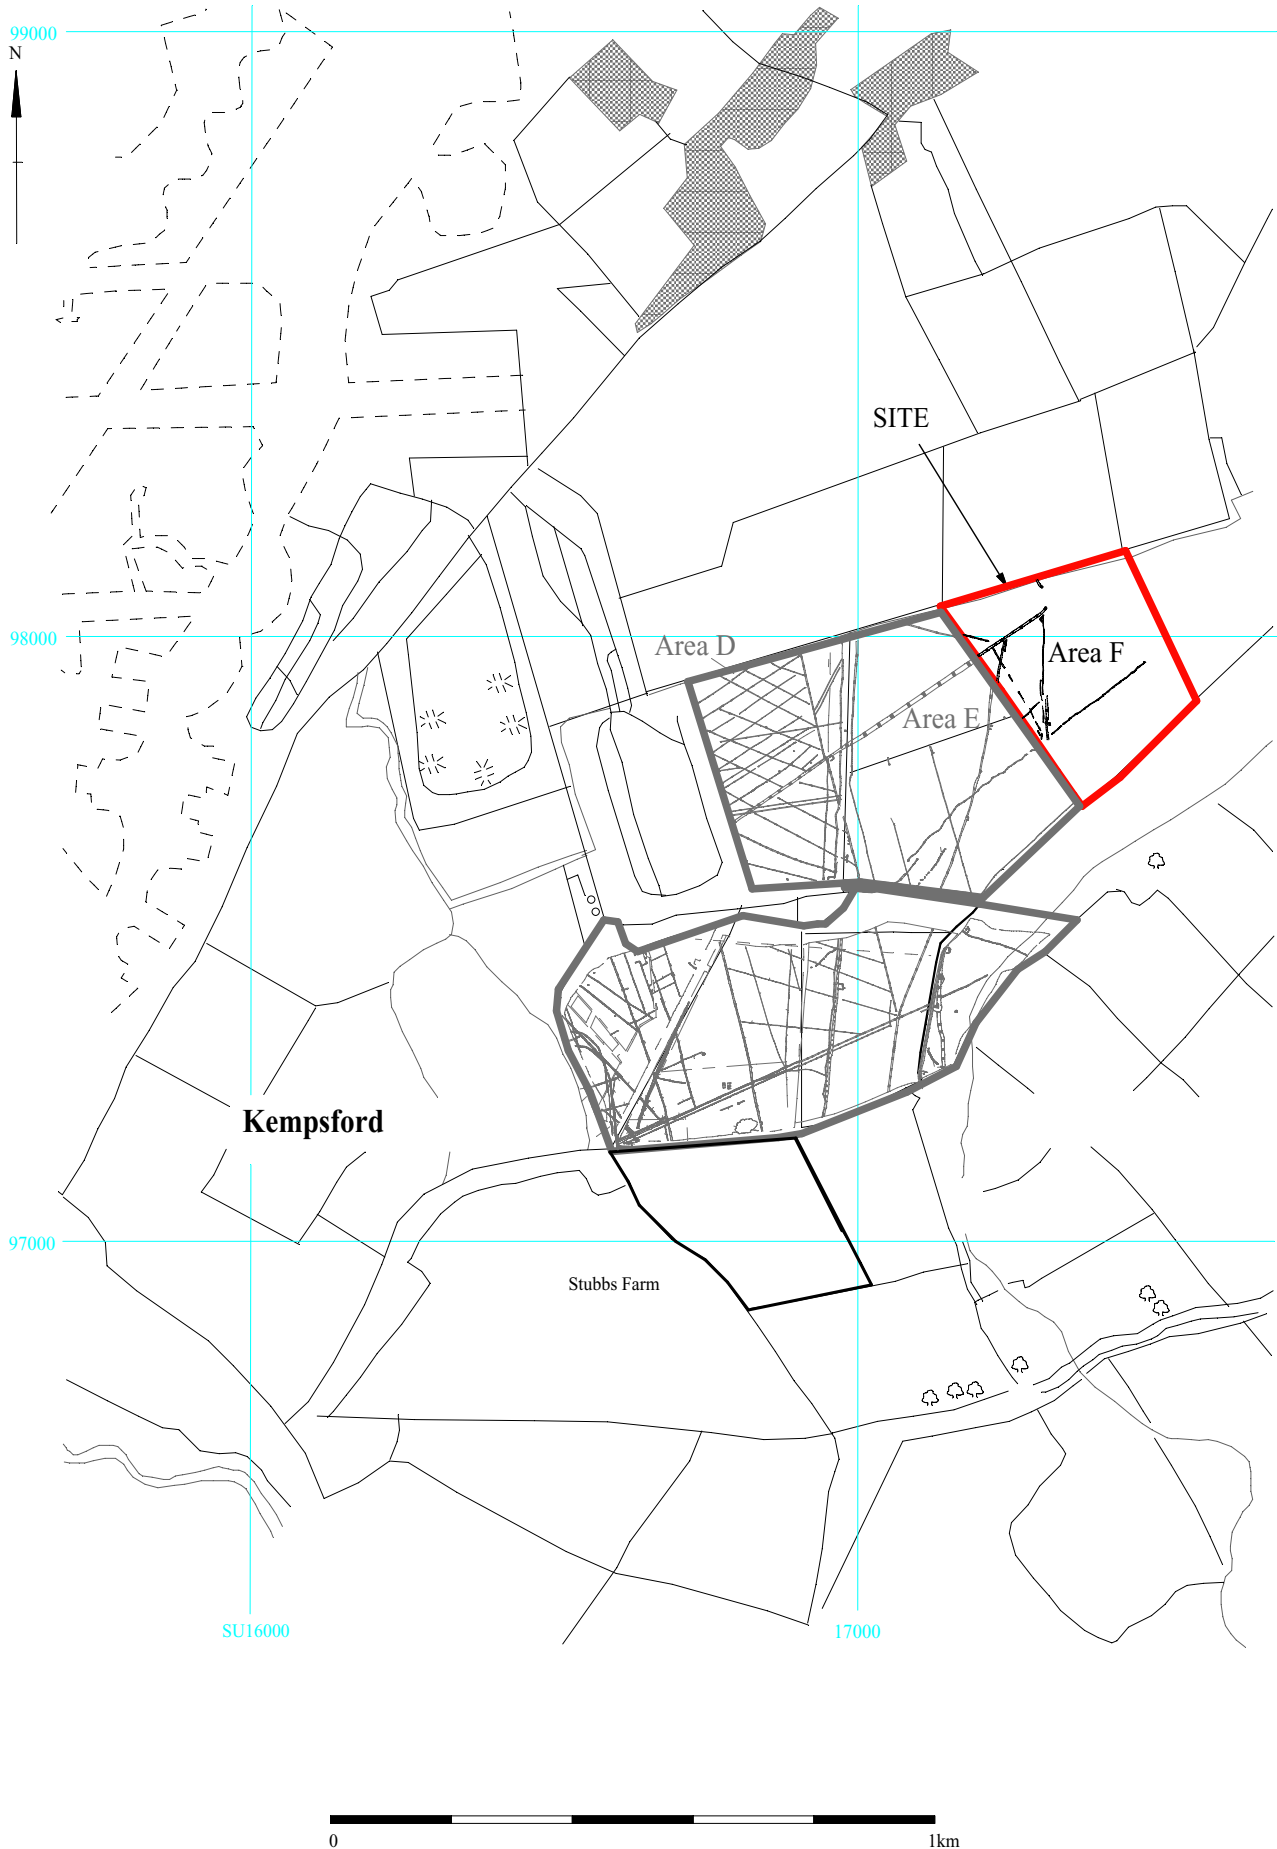 99000
N
SITE
98000
Area D
Area F
Area E
Kempsford
97000
Stubbs Farm
SU16000
17000
0
1km